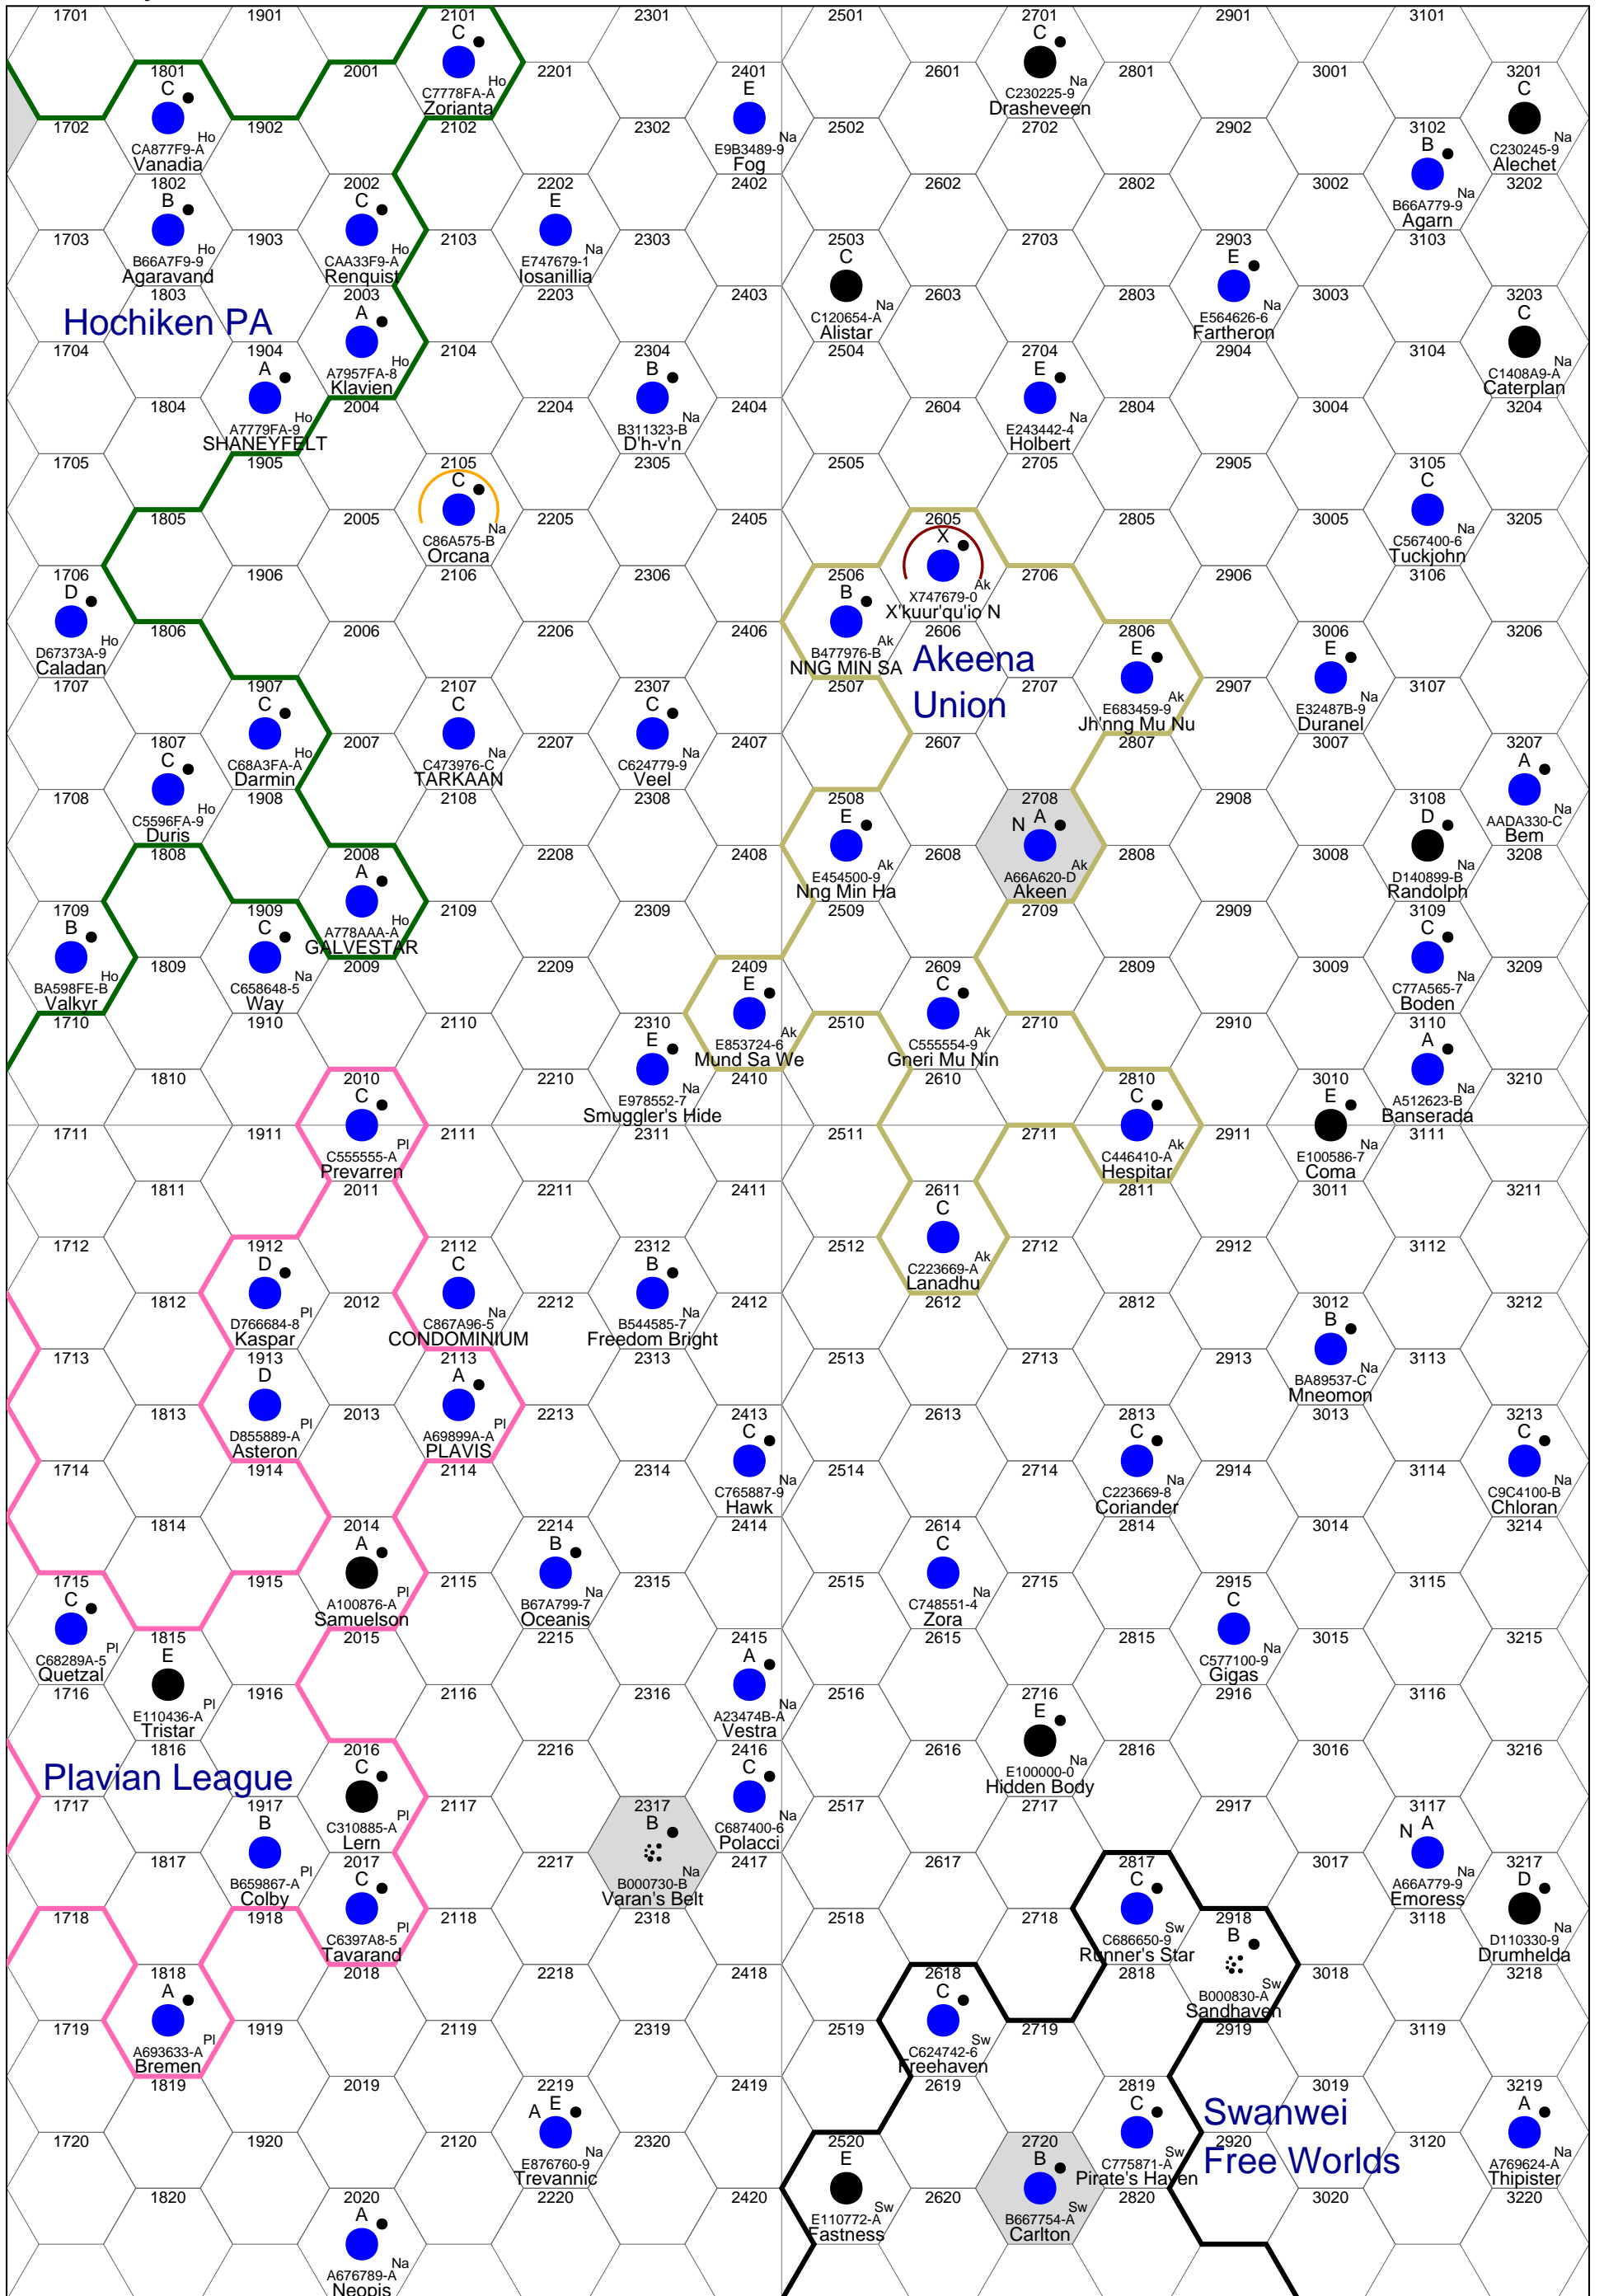 1701
1901
2101
C
Ho
C7778FA-A
Zorianta
2301
2501
2701
C
Na
C230225-9
Drasheveen
2901
3101
1801
C
Ho
CA877F9-A
Vanadia
2001
2201
2401
E
Na
E9B3489-9
Fog
2601
2801
3001
3201
C
Na
C230245-9
Alechet
1702
1902
2102
2302
2502
2702
2902
3102
B
Na
B66A779-9
Agarn
1802
B
Ho
B66A7F9-9
Agaravand
2002
C
Ho
CAA33F9-A
Renquist
2202
E
Na
E747679-1
Iosanillia
2402
2602
2802
3002
3202
1703
1903
2103
2303
2503
C
Na
C120654-A
Alistar
2703
2903
E
Na
E564626-6
Fartheron
3103
1803
Hochiken PA
2003
A
Ho
A7957FA-8
Klavien
2203
2403
2603
2803
3003
3203
C
Na
C1408A9-A
Caterplan
1704
1904
A
Ho
A7779FA-9
SHANEYFELT
2104
2304
B
Na
B311323-B
D'h-v'n
2504
2704
E
Na
E243442-4
Holbert
2904
3104
1804
2004
2204
2404
2604
2804
3004
3204
1705
1905
2105
C
Na
C86A575-B
Orcana
2305
2505
2705
2905
3105
C
Na
C567400-6
Tuckjohn
1805
2005
2205
2405
2605
X
Ak
X747679-0
X'kuur'qu'io N
2805
3005
3205
1706
D
Ho
D67373A-9
Caladan
1906
2106
2306
2506
B
Ak
B477976-B
NNG MIN SA
2706
2906
3106
1806
2006
2206
2406
2606
Akeena
Union
2806
E
Ak
E683459-9
Jh'nng Mu Nu
3006
E
Na
E32487B-9
Duranel
3206
1707
1907
C
Ho
C68A3FA-A
Darmin
2107
C
Na
C473976-C
TARKAAN
2307
C
Na
C624779-9
Veel
2507
2707
2907
3107
1807
C
Ho
C5596FA-9
Duris
2007
2207
2407
2607
2807
3007
3207
A
Na
AADA330-C
Bem
1708
1908
2108
2308
2508
E
Ak
E454500-9
Nng Min Ha
2708
N
A
Ak
A66A620-D
Akeen
2908
3108
D
Na
D140899-B
Randolph
1808
2008
A
Ho
A778AAA-A
GALVESTAR
2208
2408
2608
2808
3008
3208
1709
B
Ho
BA598FE-B
Valkyr
1909
C
Na
C658648-5
Way
2109
2309
2509
2709
2909
3109
C
Na
C77A565-7
Boden
1809
2009
2209
2409
E
Ak
E853724-6
Mund Sa We
2609
C
Ak
C555554-9
Gneri Mu Nin
2809
3009
3209
1710
1910
2110
2310
E
Na
E978552-7
Smuggler's Hide
2510
2710
2910
3110
A
Na
A512623-B
Banserada
1810
2010
C
Pl
C555555-A
Prevarren
2210
2410
2610
2810
C
Ak
C446410-A
Hespitar
3010
E
Na
E100586-7
Coma
3210
1711
1911
2111
2311
2511
2711
2911
3111
1811
2011
2211
2411
2611
C
Ak
C223669-A
Lanadhu
2811
3011
3211
1712
1912
D
Pl
D766684-8
Kaspar
2112
C
Na
C867A96-5
CONDOMINIUM
2312
B
Na
B544585-7
Freedom Bright
2512
2712
2912
3112
1812
2012
2212
2412
2612
2812
3012
B
Na
BA89537-C
Mneomon
3212
1713
1913
D
Pl
D855889-A
Asteron
2113
A
Pl
A69899A-A
PLAVIS
2313
2513
2713
2913
3113
1813
2013
2213
2413
C
Na
C765887-9
Hawk
2613
2813
C
Na
C223669-8
Coriander
3013
3213
C
Na
C9C4100-B
Chloran
1714
1914
2114
2314
2514
2714
2914
3114
1814
2014
A
Pl
A100876-A
Samuelson
2214
B
Na
B67A799-7
Oceanis
2414
2614
C
Na
C748551-4
Zora
2814
3014
3214
1715
C
Pl
C68289A-5
Quetzal
1915
2115
2315
2515
2715
2915
C
Na
C577100-9
Gigas
3115
1815
E
Pl
E110436-A
Tristar
2015
2215
2415
A
Na
A23474B-A
Vestra
2615
2815
3015
3215
1716
1916
2116
2316
2516
2716
E
Na
E100000-0
Hidden Body
2916
3116
1816
Plavian League
2016
C
Pl
C310885-A
Lern
2216
2416
C
Na
C687400-6
Polacci
2616
2816
3016
3216
1717
1917
B
Pl
B659867-A
Colby
2117
2317
B
Na
B000730-B
Varan's Belt
2517
2717
2917
3117
N
A
Na
A66A779-9
Emoress
1817
2017
C
Pl
C6397A8-5
Tavarand
2217
2417
2617
2817
C
Sw
C686650-9
Runner's Star
3017
3217
D
Na
D110330-9
Drumhelda
1718
1918
2118
2318
2518
2718
2918
B
Sw
B000830-A
Sandhaven
3118
1818
A
Pl
A693633-A
Bremen
2018
2218
2418
2618
C
Sw
C624742-6
Freehaven
2818
3018
3218
1719
1919
2119
2319
2519
2719
2919
3119
1819
2019
2219
A
E
Na
E876760-9
Trevannic
2419
2619
2819
C
Sw
C775871-A
Pirate's Haven
3019
Swanwei
Free Worlds
3219
A
Na
A769624-A
Thipister
1720
1920
2120
2320
2520
E
Sw
E110772-A
Fastness
2720
B
Sw
B667754-A
Carlton
2920
3120
1820
2020
A
Na
A676789-A
Neopis
2220
2420
2620
2820
3020
3220